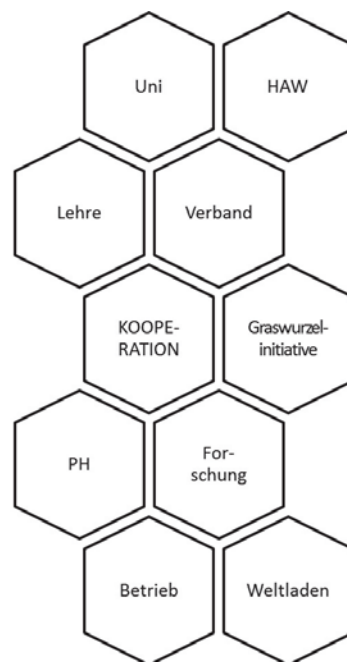 Uni
HAW
Lehre
Verband
KOOPE-
RATION
Graswurzel-
initiative
PH
For-
schung
Betrieb
Weltladen